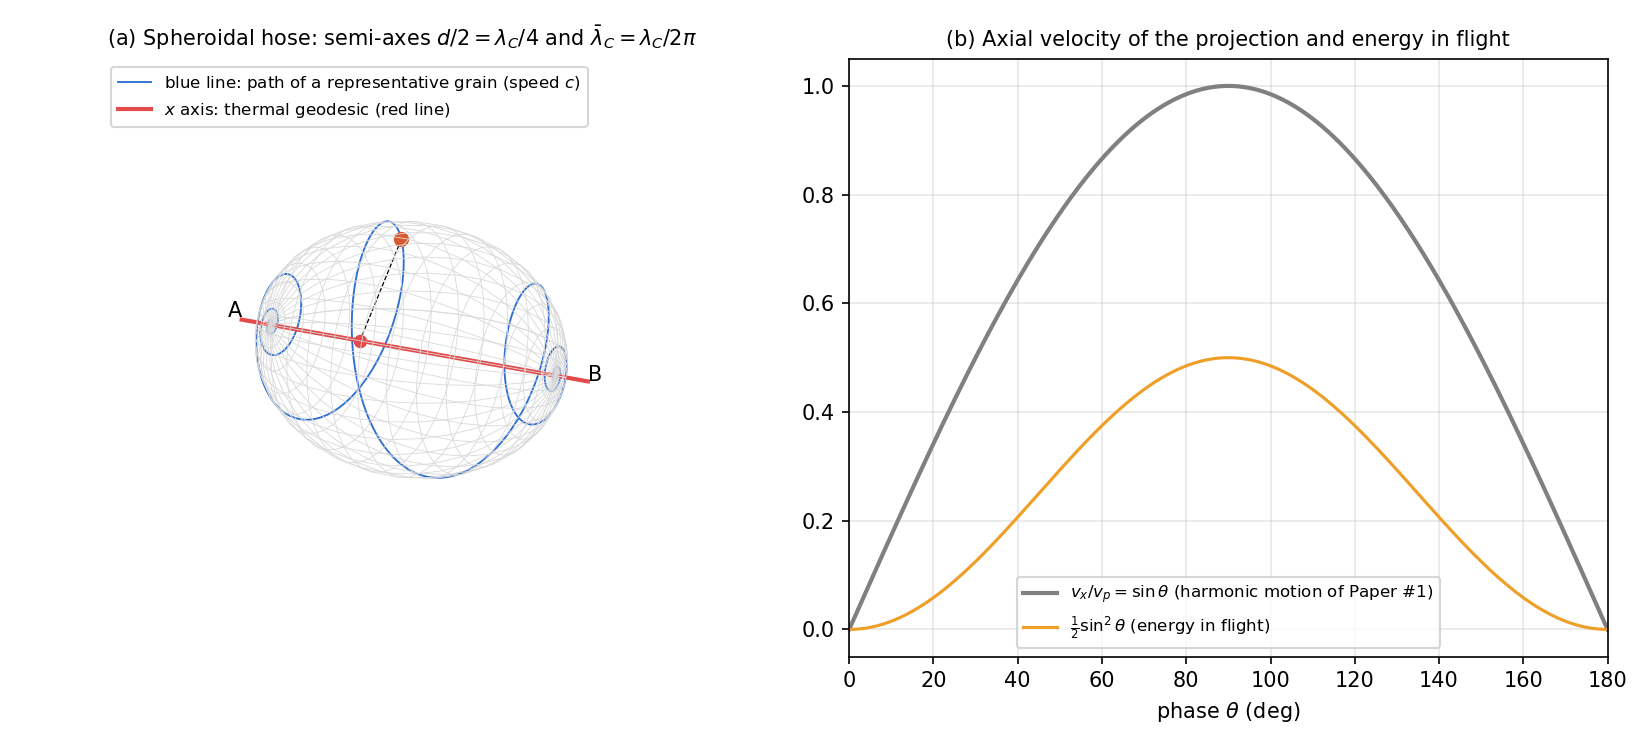 (a) Spheroidal hose: semi-axes d/2 = λ_C/4 and ƛ_C = λ_C/2π
blue line: path of a representative grain (speed c)
x axis: thermal geodesic (red line)
A
B
(b) Axial velocity of the projection and energy in flight
1.0
0.8
0.6
0.4
0.2
0.0
v_x/v_p = sin θ (harmonic motion of Paper #1)
½ sin² θ (energy in flight)
0 20 40 60 80 100 120 140 160 180
phase θ (deg)